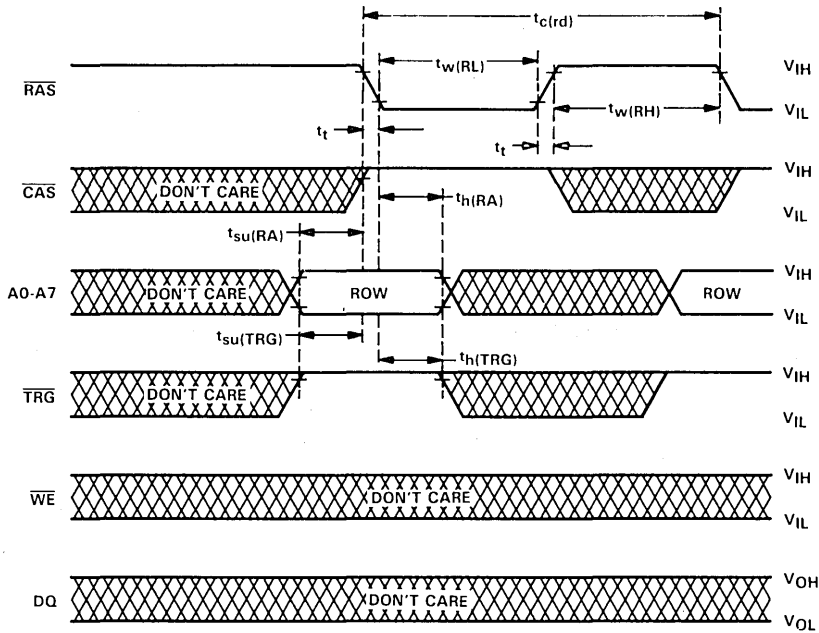 tc(rd)
tw(RL)
RAS
VIH
VIL
tw(RH)
tt
tt
CAS
DON'T CARE
VIH
VIL
th(RA)
tsu(RA)
A0-A7
DON'T CARE
ROW
ROW
VIH
VIL
tsu(TRG)
th(TRG)
TRG
DON'T CARE
VIH
VIL
WE
DON'T CARE
VIH
VIL
DQ
DON'T CARE
VOH
VOL